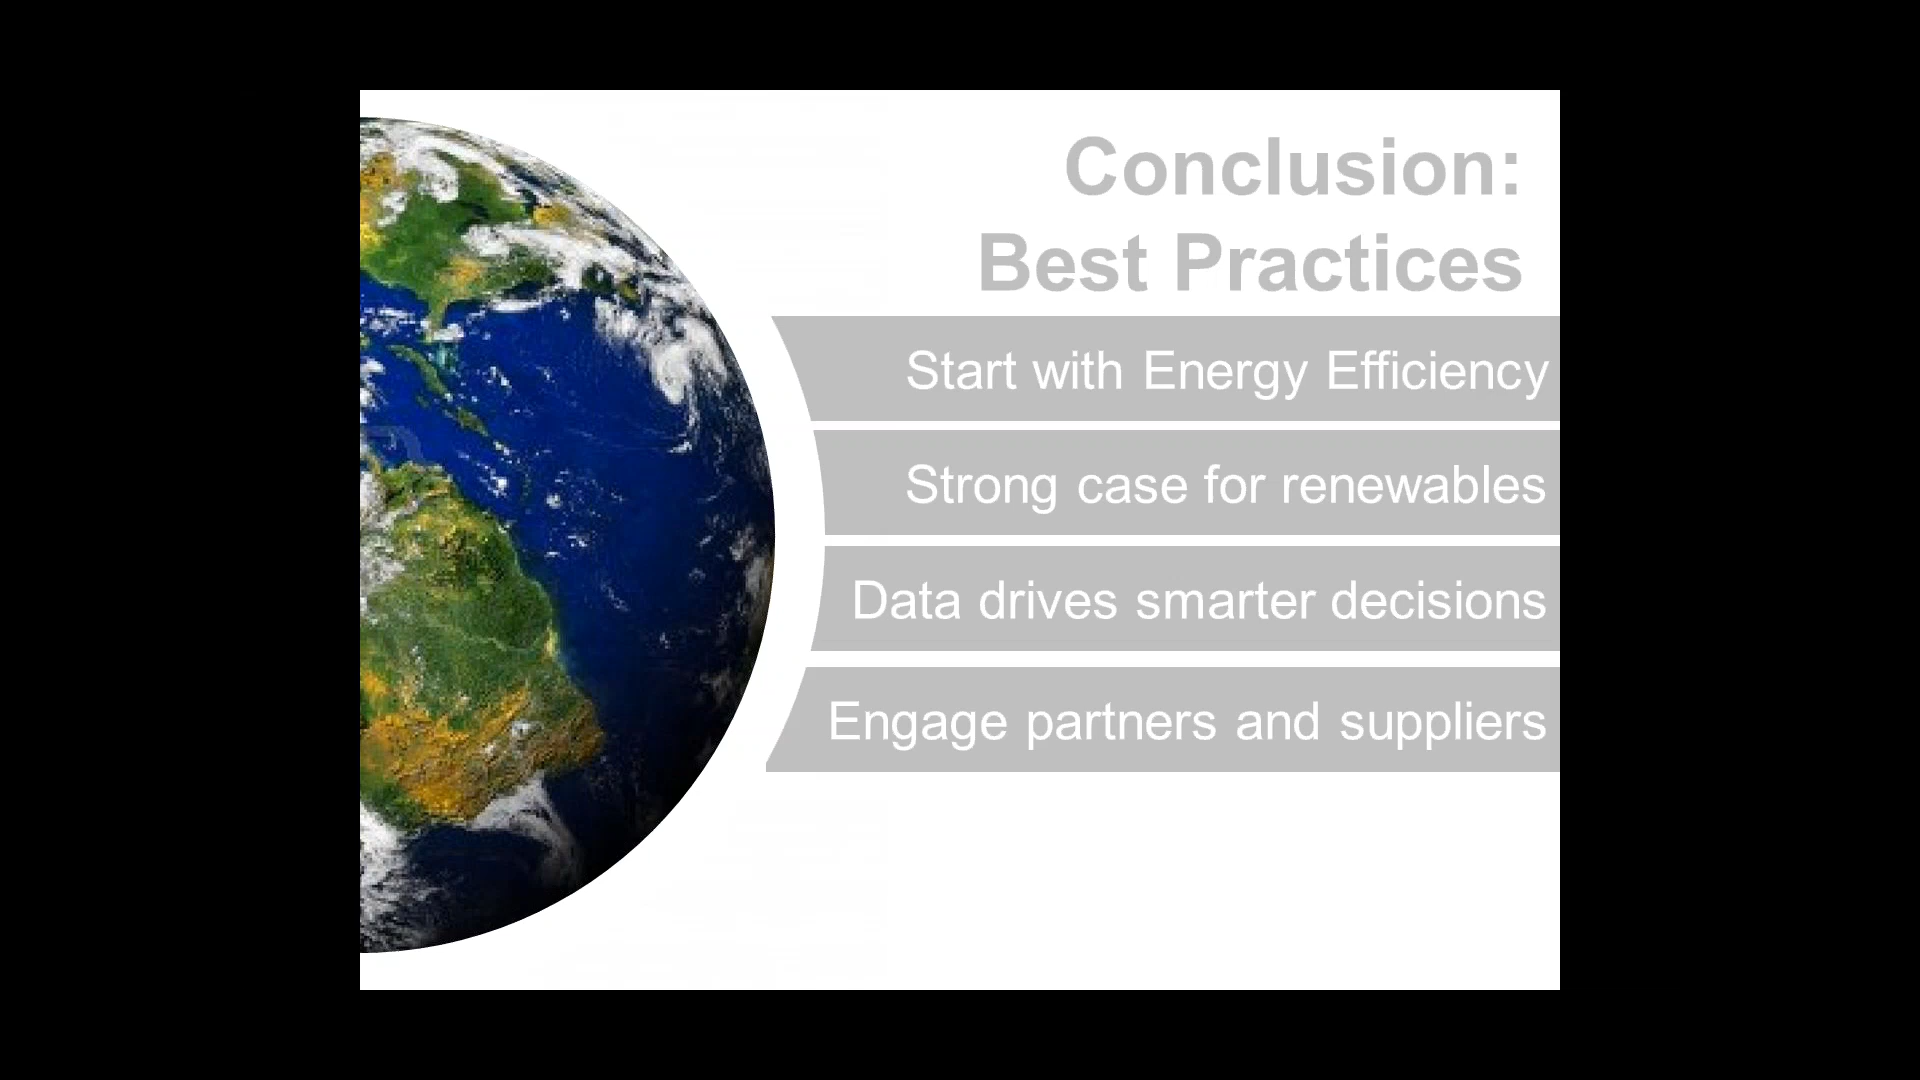 Conclusion:
Best Practices
Start with Energy Efficiency
Strong case for renewables
Data drives smarter decisions
Engage partners and suppliers